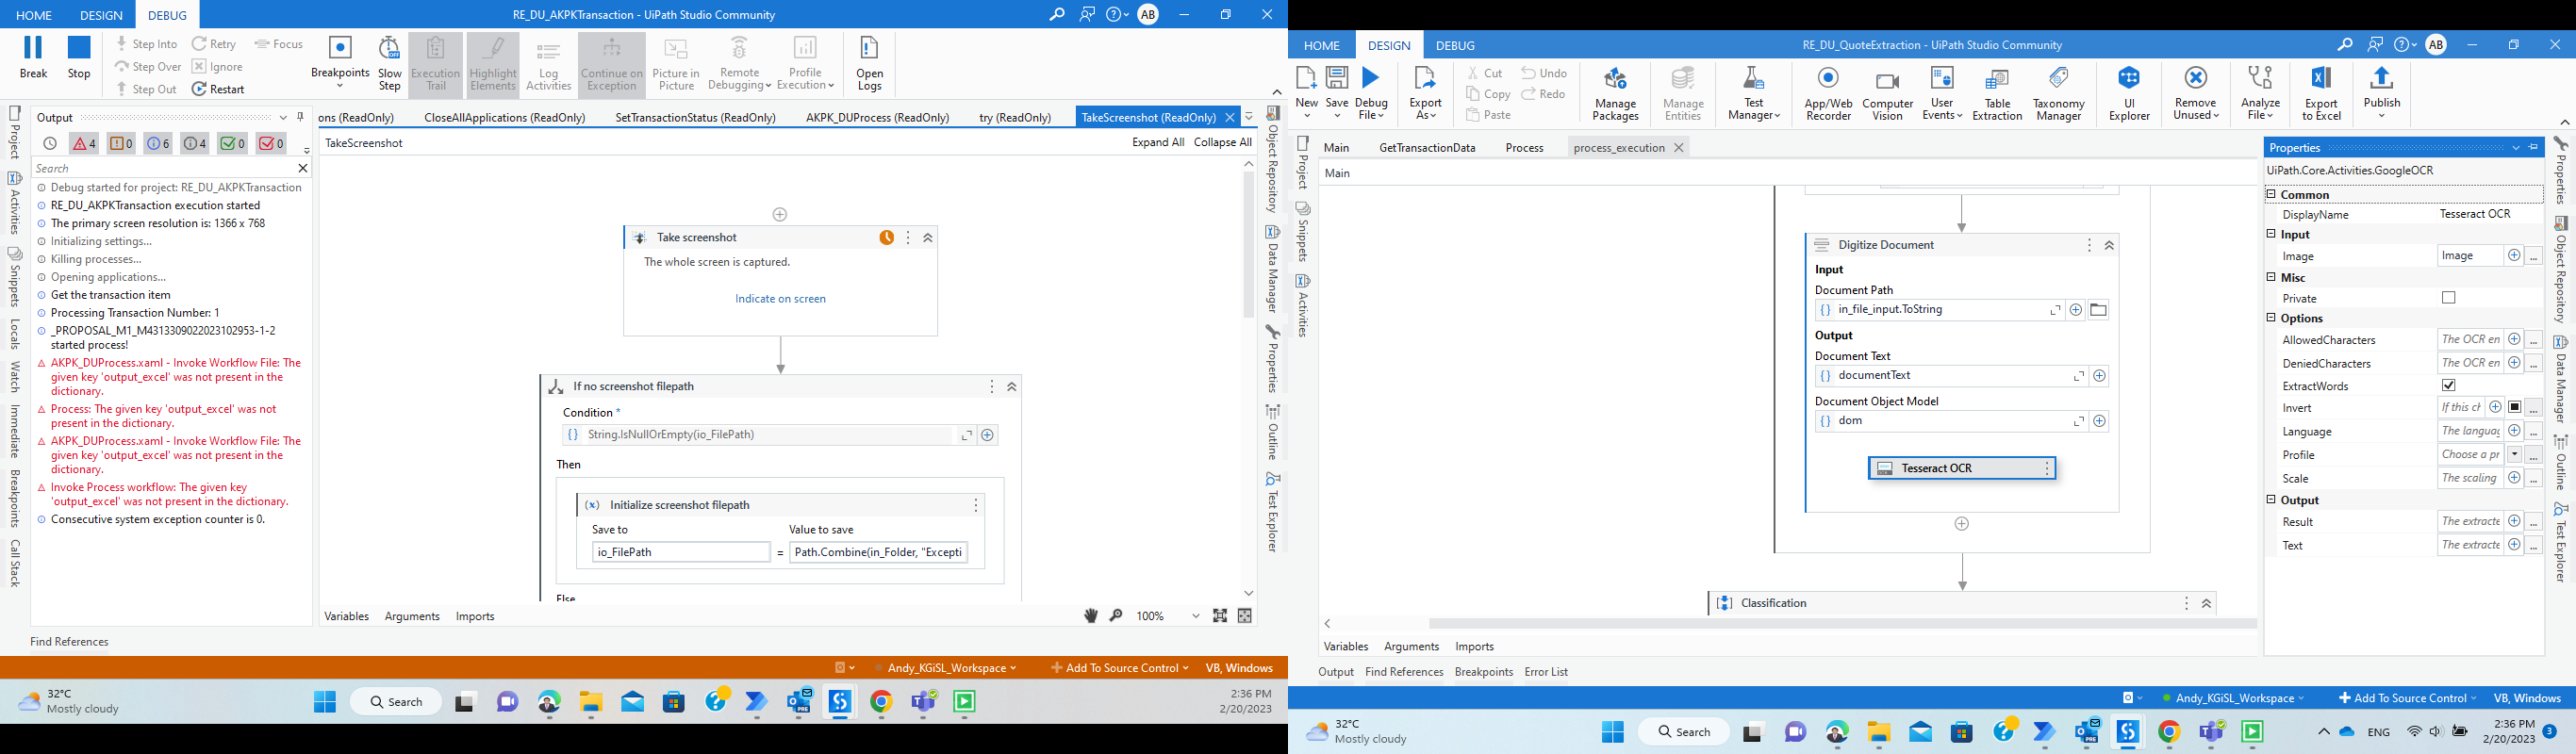 HOME DESIGN DEBUG RE_DU_AKPKTransaction - UiPath Studio Community AB
Break Stop
Step Into Retry Focus
Step Over Ignore
Step Out Restart
Breakpoints Slow Step Execution Trail Highlight Elements Log Activities Continue on Exception Picture in Picture Remote Debugging Profile Execution Open Logs
Output
4 0 6 4 0 0
Search
Debug started for project: RE_DU_AKPKTransaction
RE_DU_AKPKTransaction execution started
The primary screen resolution is: 1366 x 768
Initializing settings...
Killing processes...
Opening applications...
Get the transaction item
Processing Transaction Number: 1
_PROPOSAL_M1_M4313309022023102953-1-2
started process!
AKPK_DUProcess.xaml - Invoke Workflow File: The
given key 'output_excel' was not present in the
dictionary.
Process: The given key 'output_excel' was not
present in the dictionary.
AKPK_DUProcess.xaml - Invoke Workflow File: The
given key 'output_excel' was not present in the
dictionary.
Invoke Process workflow: The given key
'output_excel' was not present in the dictionary.
Consecutive system exception counter is 0.
Find References
Project
Activities
Snippets
Locals
Watch
Immediate
Breakpoints
Call Stack
ons (ReadOnly) CloseAllApplications (ReadOnly) SetTransactionStatus (ReadOnly) AKPK_DUProcess (ReadOnly) try (ReadOnly) TakeScreenshot (ReadOnly)
TakeScreenshot Expand All Collapse All
Take screenshot
The whole screen is captured.
Indicate on screen
If no screenshot filepath
Condition *
String.IsNullOrEmpty(io_FilePath)
Then
Initialize screenshot filepath
Save to Value to save
io_FilePath = Path.Combine(in_Folder, "Excepti
Else
Variables Arguments Imports 100%
Object Repository
Data Manager
Properties
Outline
Test Explorer
Andy_KGiSL_Workspace Add To Source Control VB, Windows
32°C
Mostly cloudy
Search
2:36 PM
2/20/2023
HOME DESIGN DEBUG RE_DU_QuoteExtraction - UiPath Studio Community AB
New Save Debug File Export As
Cut Undo
Copy Redo
Paste
Manage Packages Manage Entities Test Manager App/Web Recorder Computer Vision User Events Table Extraction Taxonomy Manager UI Explorer Remove Unused Analyze File Export to Excel Publish
Project
Snippets
Activities
Main GetTransactionData Process process_execution
Main
Digitize Document
Input
Document Path
in_file_input.ToString
Output
Document Text
documentText
Document Object Model
dom
Tesseract OCR
Classification
Variables Arguments Imports
Output Find References Breakpoints Error List
Properties
UiPath.Core.Activities.GoogleOCR
Common
DisplayName Tesseract OCR
Input
Image Image ...
Misc
Private
Options
AllowedCharacters The OCR en ...
DeniedCharacters The OCR en ...
ExtractWords
Invert If this ch ...
Language The languag ...
Profile Choose a pr ...
Scale The scaling ...
Output
Result The extracte ...
Text The extracte ...
Properties
Object Repository
Data Manager
Outline
Test Explorer
Andy_KGiSL_Workspace Add To Source Control VB, Windows
32°C
Mostly cloudy
Search
ENG
2:36 PM
2/20/2023
3